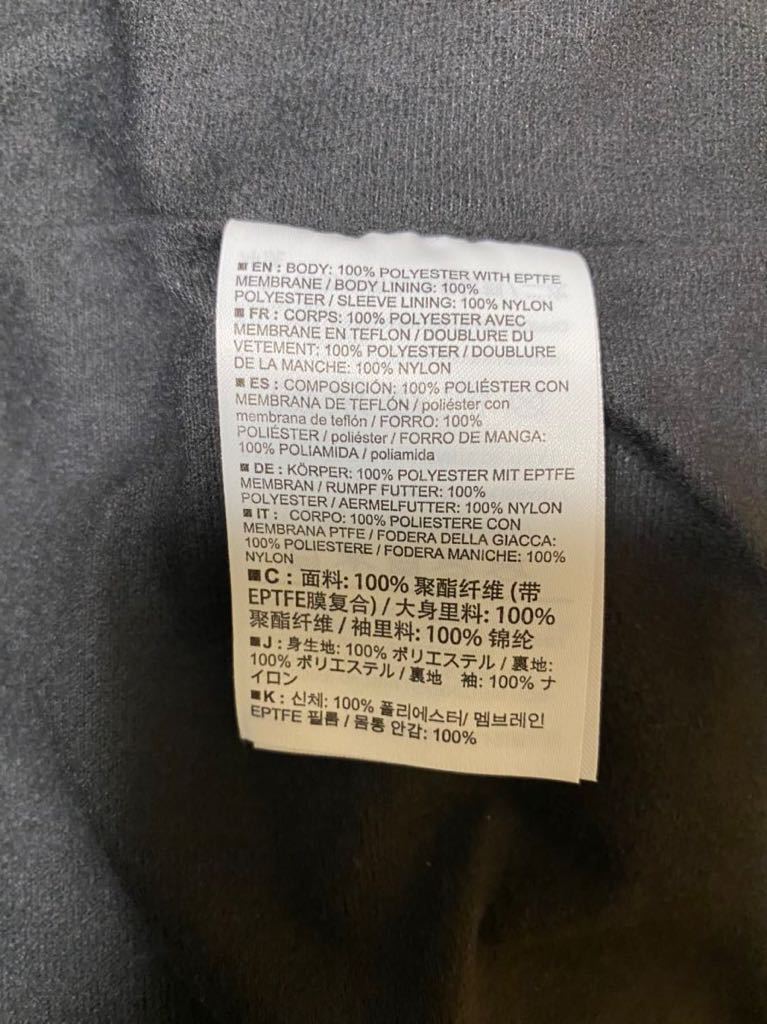 ■ EN : BODY: 100% POLYESTER WITH EPTFE
MEMBRANE / BODY LINING: 100%
POLYESTER / SLEEVE LINING: 100% NYLON
■ FR : CORPS: 100% POLYESTER AVEC
MEMBRANE EN TEFLON / DOUBLURE DU
VETEMENT: 100% POLYESTER / DOUBLURE
DE LA MANCHE: 100% NYLON
■ ES : COMPOSICIÓN: 100% POLIÉSTER CON
MEMBRANA DE TEFLÓN / poliéster con
membrana de teflón / FORRO: 100%
POLIÉSTER / poliéster / FORRO DE MANGA:
100% POLIAMIDA / poliamida
■ DE : KÖRPER: 100% POLYESTER MIT EPTFE
MEMBRAN / RUMPF FUTTER: 100%
POLYESTER / AERMELFUTTER: 100% NYLON
■ IT : CORPO: 100% POLIESTERE CON
MEMBRANA PTFE / FODERA DELLA GIACCA:
100% POLIESTERE / FODERA MANICHE: 100%
NYLON
■ C : 面料: 100% 聚酯纤维 (带
EPTFE膜复合) / 大身里料: 100%
聚酯纤维 / 袖里料: 100% 锦纶
■ J : 身生地: 100% ポリエステル / 裏地:
100% ポリエステル / 裏地 袖: 100% ナ
イロン
■ K : 신체: 100% 폴리에스터/ 멤브레인
EPTFE 필름 / 몸통 안감: 100%